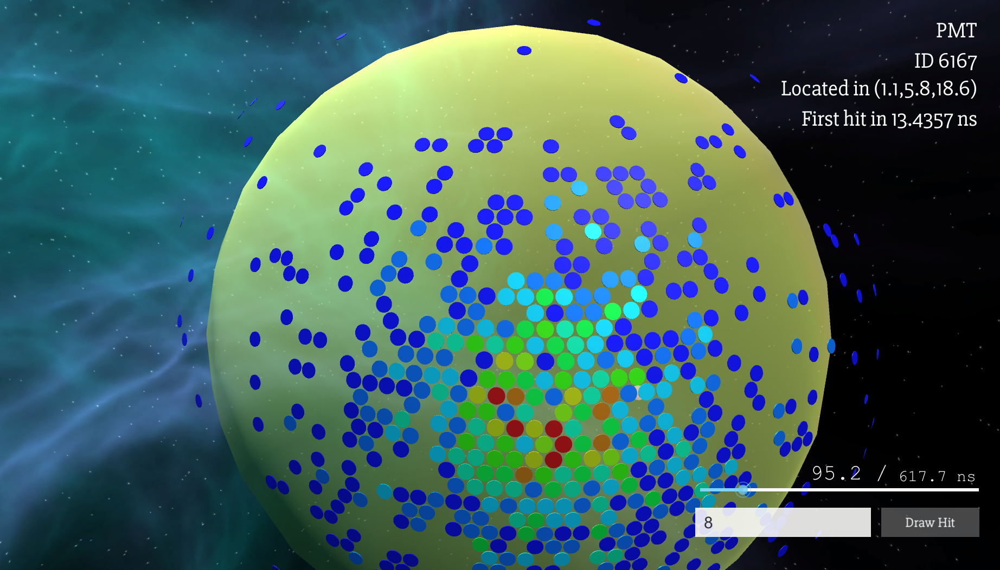 PMT
ID 6167
Located in (1.1,5.8,18.6)
First hit in 13.4357 ns
95.2 / 617.7 ns
8
Draw Hit